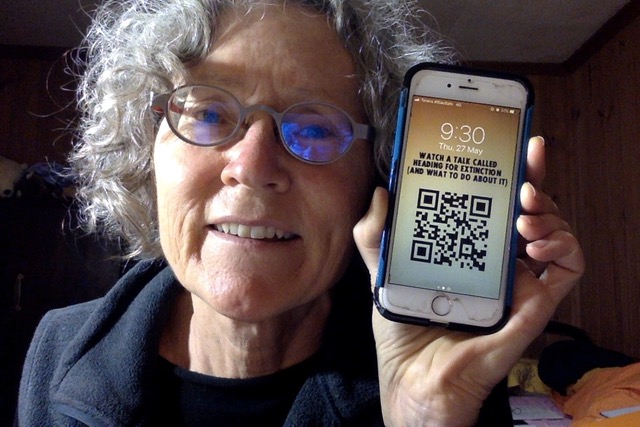 9:30
Thu, 27 May
WATCH A TALK CALLED
HEADING FOR EXTINCTION
(AND WHAT TO DO ABOUT IT)